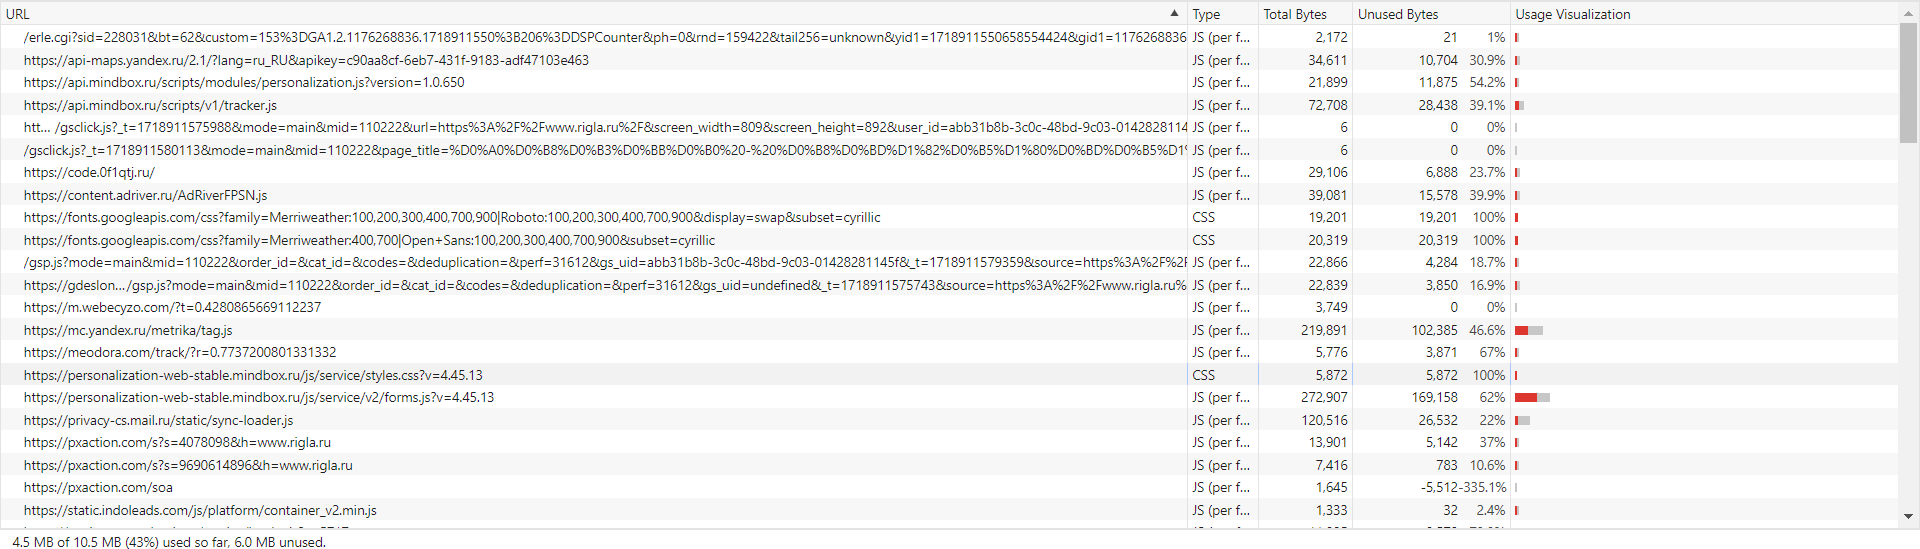 URL Type Total Bytes Unused Bytes Usage Visualization
/erle.cgi?sid=228031&bt=62&custom=153%3DGA1.2.1176268836.1718911550%3B206%3DDSPCounter&ph=0&rnd=159422&tail256=unknown&yid1=1718911550658554424&gid1=1176268836 JS (per f... 2,172 21 1%
https://api-maps.yandex.ru/2.1/?lang=ru_RU&apikey=c90aa8cf-6eb7-431f-9183-adf47103e463 JS (per f... 34,611 10,704 30.9%
https://api.mindbox.ru/scripts/modules/personalization.js?version=1.0.650 JS (per f... 21,899 11,875 54.2%
https://api.mindbox.ru/scripts/v1/tracker.js JS (per f... 72,708 28,438 39.1%
htt... /gsclick.js?_t=1718911575988&mode=main&mid=110222&url=https%3A%2F%2Fwww.rigla.ru%2F&screen_width=809&screen_height=892&user_id=abb31b8b-3c0c-48bd-9c03-0142828114 JS (per f... 6 0 0%
/gsclick.js?_t=1718911580113&mode=main&mid=110222&page_title=%D0%A0%D0%B8%D0%B3%D0%BB%D0%B0%20-%20%D0%B8%D0%BD%D1%82%D0%B5%D1%80%D0%BD%D0%B5%D1% JS (per f... 6 0 0%
https://code.0f1qtj.ru/ JS (per f... 29,106 6,888 23.7%
https://content.adriver.ru/AdRiverFPSN.js JS (per f... 39,081 15,578 39.9%
https://fonts.googleapis.com/css?family=Merriweather:100,200,300,400,700,900|Roboto:100,200,300,400,700,900&display=swap&subset=cyrillic CSS 19,201 19,201 100%
https://fonts.googleapis.com/css?family=Merriweather:400,700|Open+Sans:100,200,300,400,700,900&subset=cyrillic CSS 20,319 20,319 100%
/gsp.js?mode=main&mid=110222&order_id=&cat_id=&codes=&deduplication=&perf=31612&gs_uid=abb31b8b-3c0c-48bd-9c03-01428281145f&_t=1718911579359&source=https%3A%2F%2F JS (per f... 22,866 4,284 18.7%
https://gdeslon... /gsp.js?mode=main&mid=110222&order_id=&cat_id=&codes=&deduplication=&perf=31612&gs_uid=undefined&_t=1718911575743&source=https%3A%2F%2Fwww.rigla.ru% JS (per f... 22,839 3,850 16.9%
https://m.webecyzo.com/?t=0.4280865669112237 JS (per f... 3,749 0 0%
https://mc.yandex.ru/metrika/tag.js JS (per f... 219,891 102,385 46.6%
https://meodora.com/track/?r=0.7737200801331332 JS (per f... 5,776 3,871 67%
https://personalization-web-stable.mindbox.ru/js/service/styles.css?v=4.45.13 CSS 5,872 5,872 100%
https://personalization-web-stable.mindbox.ru/js/service/v2/forms.js?v=4.45.13 JS (per f... 272,907 169,158 62%
https://privacy-cs.mail.ru/static/sync-loader.js JS (per f... 120,516 26,532 22%
https://pxaction.com/s?s=4078098&h=www.rigla.ru JS (per f... 13,901 5,142 37%
https://pxaction.com/s?s=9690614896&h=www.rigla.ru JS (per f... 7,416 783 10.6%
https://pxaction.com/soa JS (per f... 1,645 -5,512 -335.1%
https://static.indoleads.com/js/platform/container_v2.min.js JS (per f... 1,333 32 2.4%
4.5 MB of 10.5 MB (43%) used so far, 6.0 MB unused.